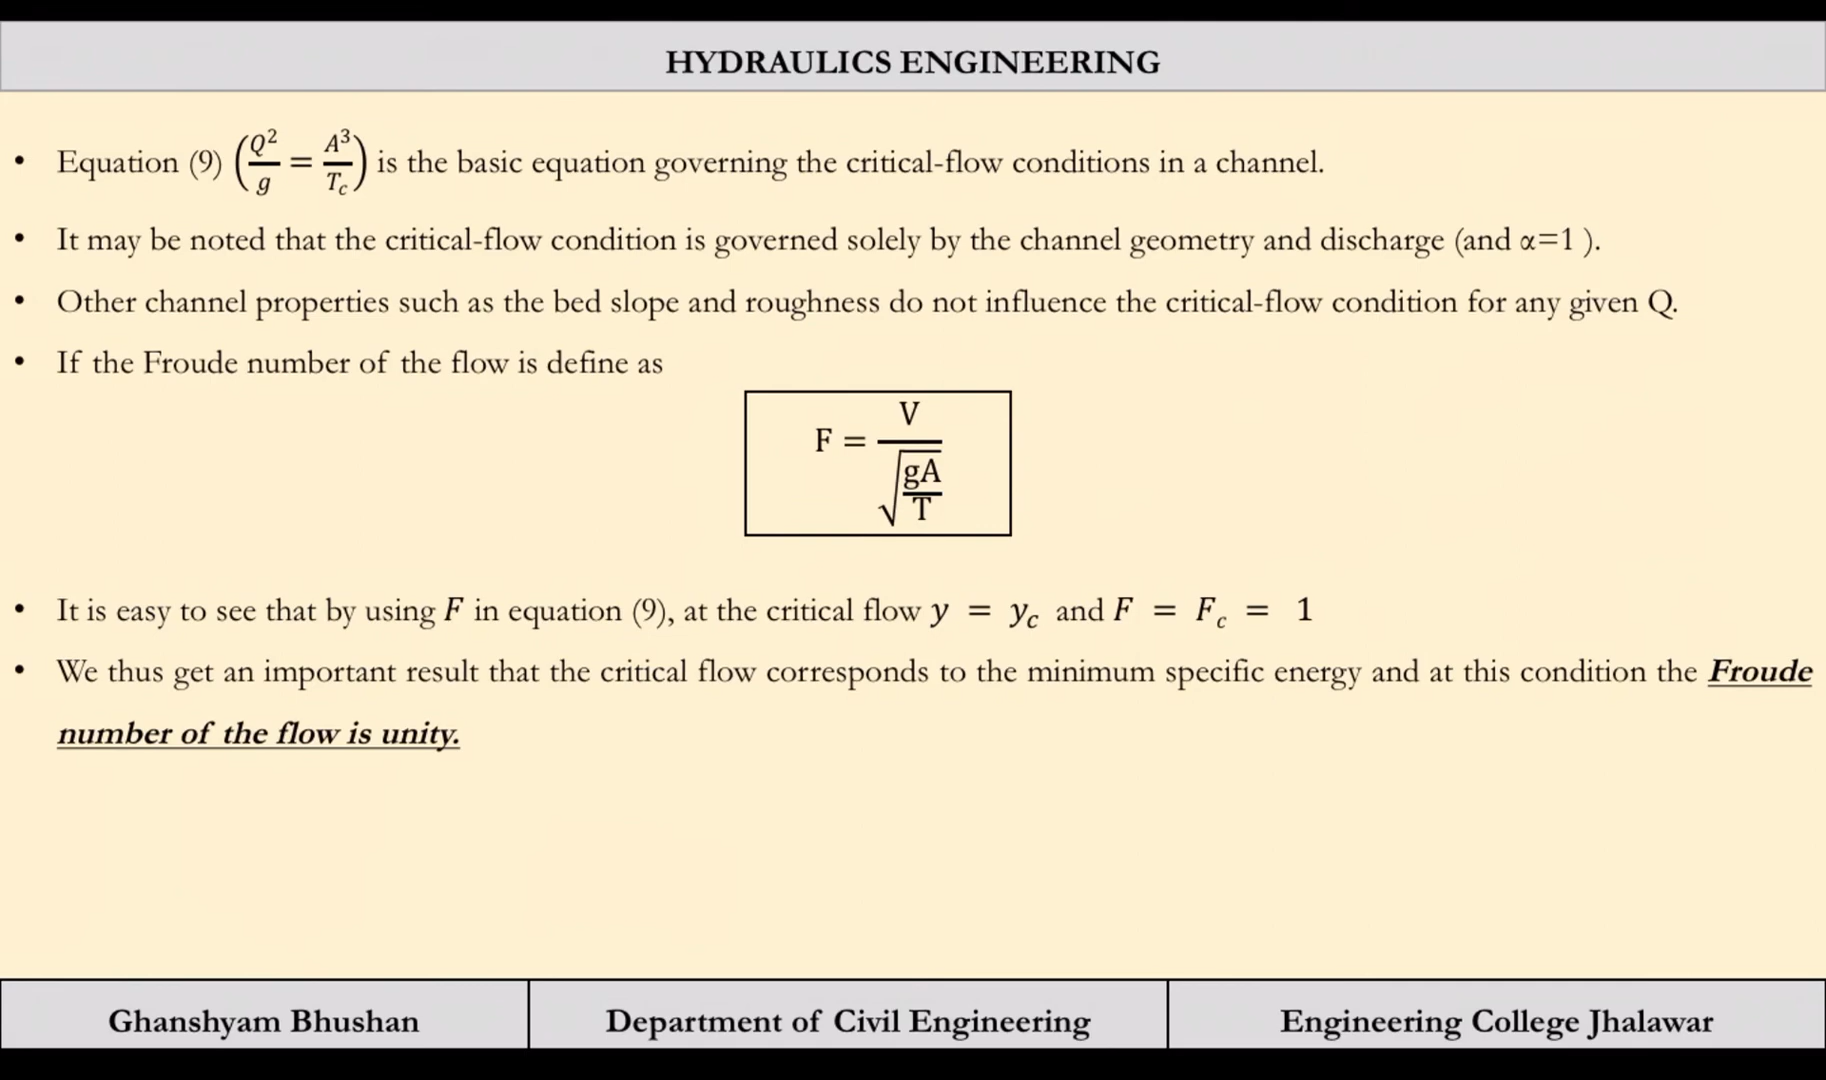 HYDRAULICS ENGINEERING
• Equation (9) (Q²/g = A³/T_c) is the basic equation governing the critical-flow conditions in a channel.
• It may be noted that the critical-flow condition is governed solely by the channel geometry and discharge (and α=1 ).
• Other channel properties such as the bed slope and roughness do not influence the critical-flow condition for any given Q.
• If the Froude number of the flow is define as
F = V / √(gA/T)
• It is easy to see that by using F in equation (9), at the critical flow y = y_c and F = F_c = 1
• We thus get an important result that the critical flow corresponds to the minimum specific energy and at this condition the Froude
number of the flow is unity.
Ghanshyam Bhushan
Department of Civil Engineering
Engineering College Jhalawar